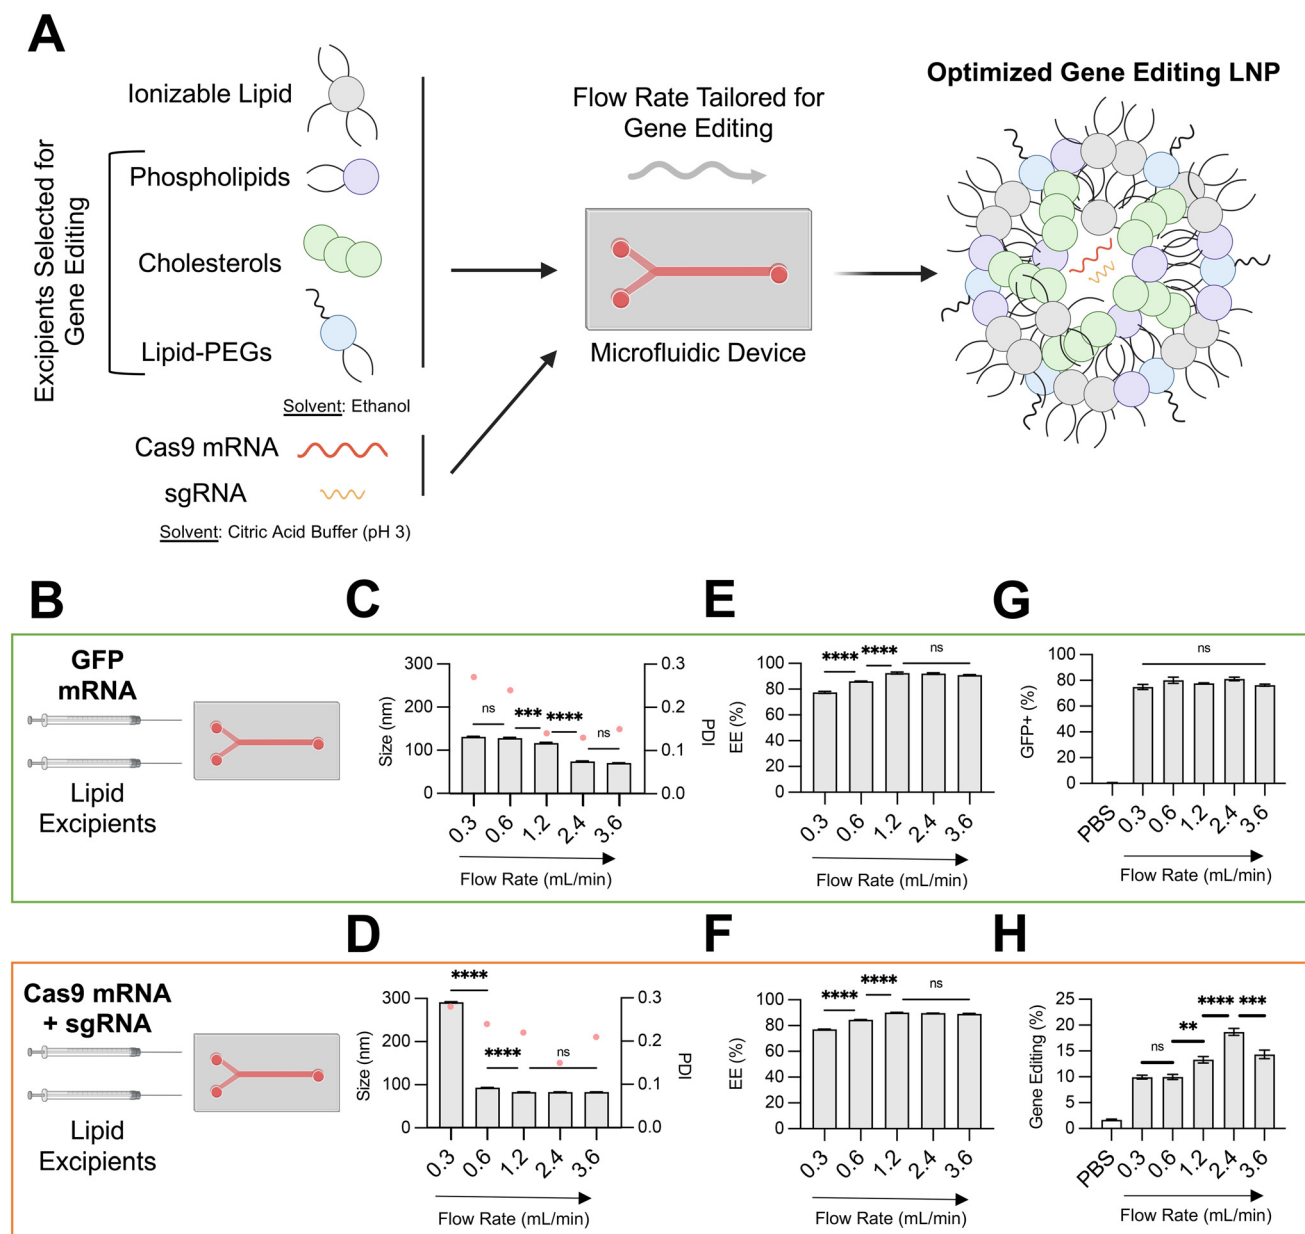 A
Excipients Selected for
Gene Editing
Ionizable Lipid
Phospholipids
Cholesterols
Lipid-PEGs
Solvent: Ethanol
Cas9 mRNA
sgRNA
Solvent: Citric Acid Buffer (pH 3)
Flow Rate Tailored for
Gene Editing
Microfluidic Device
Optimized Gene Editing LNP
B
GFP
mRNA
Lipid
Excipients
C
Size (nm)
300
200
100
0
ns
***
****
ns
0.3
0.2
0.1
0.0
PDI
0.3
0.6
1.2
2.4
3.6
Flow Rate (mL/min)
E
EE (%)
100
80
60
40
20
0
****
****
ns
0.3
0.6
1.2
2.4
3.6
Flow Rate (mL/min)
G
GFP+ (%)
100
80
60
40
20
0
ns
PBS
0.3
0.6
1.2
2.4
3.6
Flow Rate (mL/min)
Cas9 mRNA
+ sgRNA
Lipid
Excipients
D
Size (nm)
300
200
100
0
****
****
ns
0.3
0.2
0.1
0.0
PDI
0.3
0.6
1.2
2.4
3.6
Flow Rate (mL/min)
F
EE (%)
100
80
60
40
20
0
****
****
ns
0.3
0.6
1.2
2.4
3.6
Flow Rate (mL/min)
H
Gene Editing (%)
25
20
15
10
5
0
ns
**
****
***
PBS
0.3
0.6
1.2
2.4
3.6
Flow Rate (mL/min)